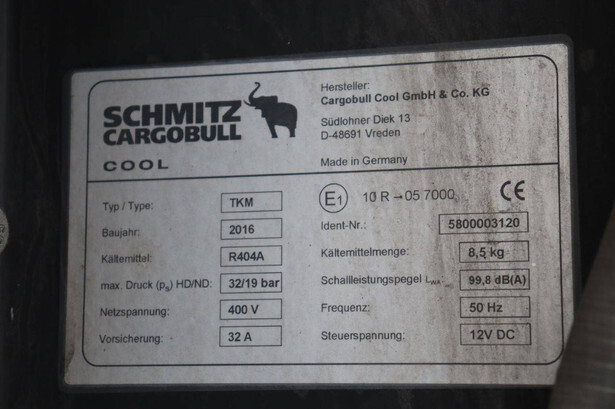 SCHMITZ
CARGOBULL
COOL
Hersteller:
Cargobull Cool GmbH & Co. KG
Südlohner Diek 13
D-48691 Vreden
Made in Germany
Typ / Type: TKM
E1 10 R - 05 7000 CE
Baujahr: 2016
Ident-Nr.: 5800003120
Kältemittel: R404A
Kältemittelmenge: 8,5 kg
max. Druck (ps) HD/ND: 32/19 bar
Schallleistungspegel LWA: 99,8 dB(A)
Netzspannung: 400 V
Frequenz: 50 Hz
Vorsicherung: 32 A
Steuerspannung: 12V DC